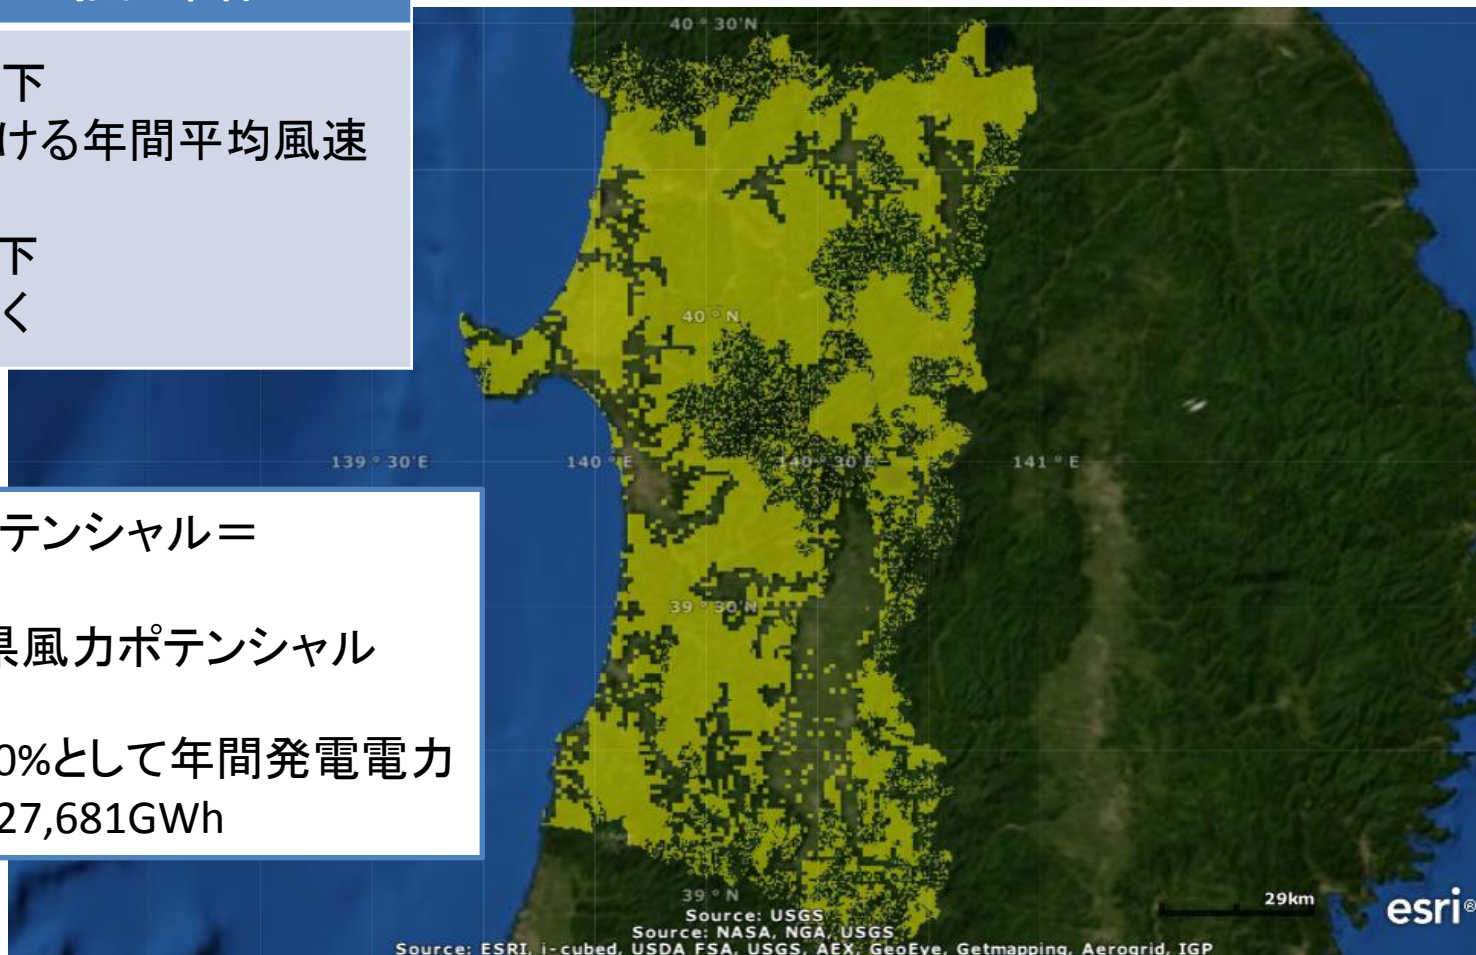 下
ける年間平均風速
下
く
テンシャル＝
県風力ポテンシャル
0%として年間発電電力
27,681GWh
40 ° 30'N
40 ° N
139 ° 30'E
140 ° E
140 ° 30 E
141 ° E
39 ° 30'N
39 ° N
29km
esri®
Source: USGS
Source: NASA, NGA, USGS
Source: ESRI, i-cubed, USDA FSA, USGS, AEX, GeoEye, Getmapping, Aerogrid, IGP